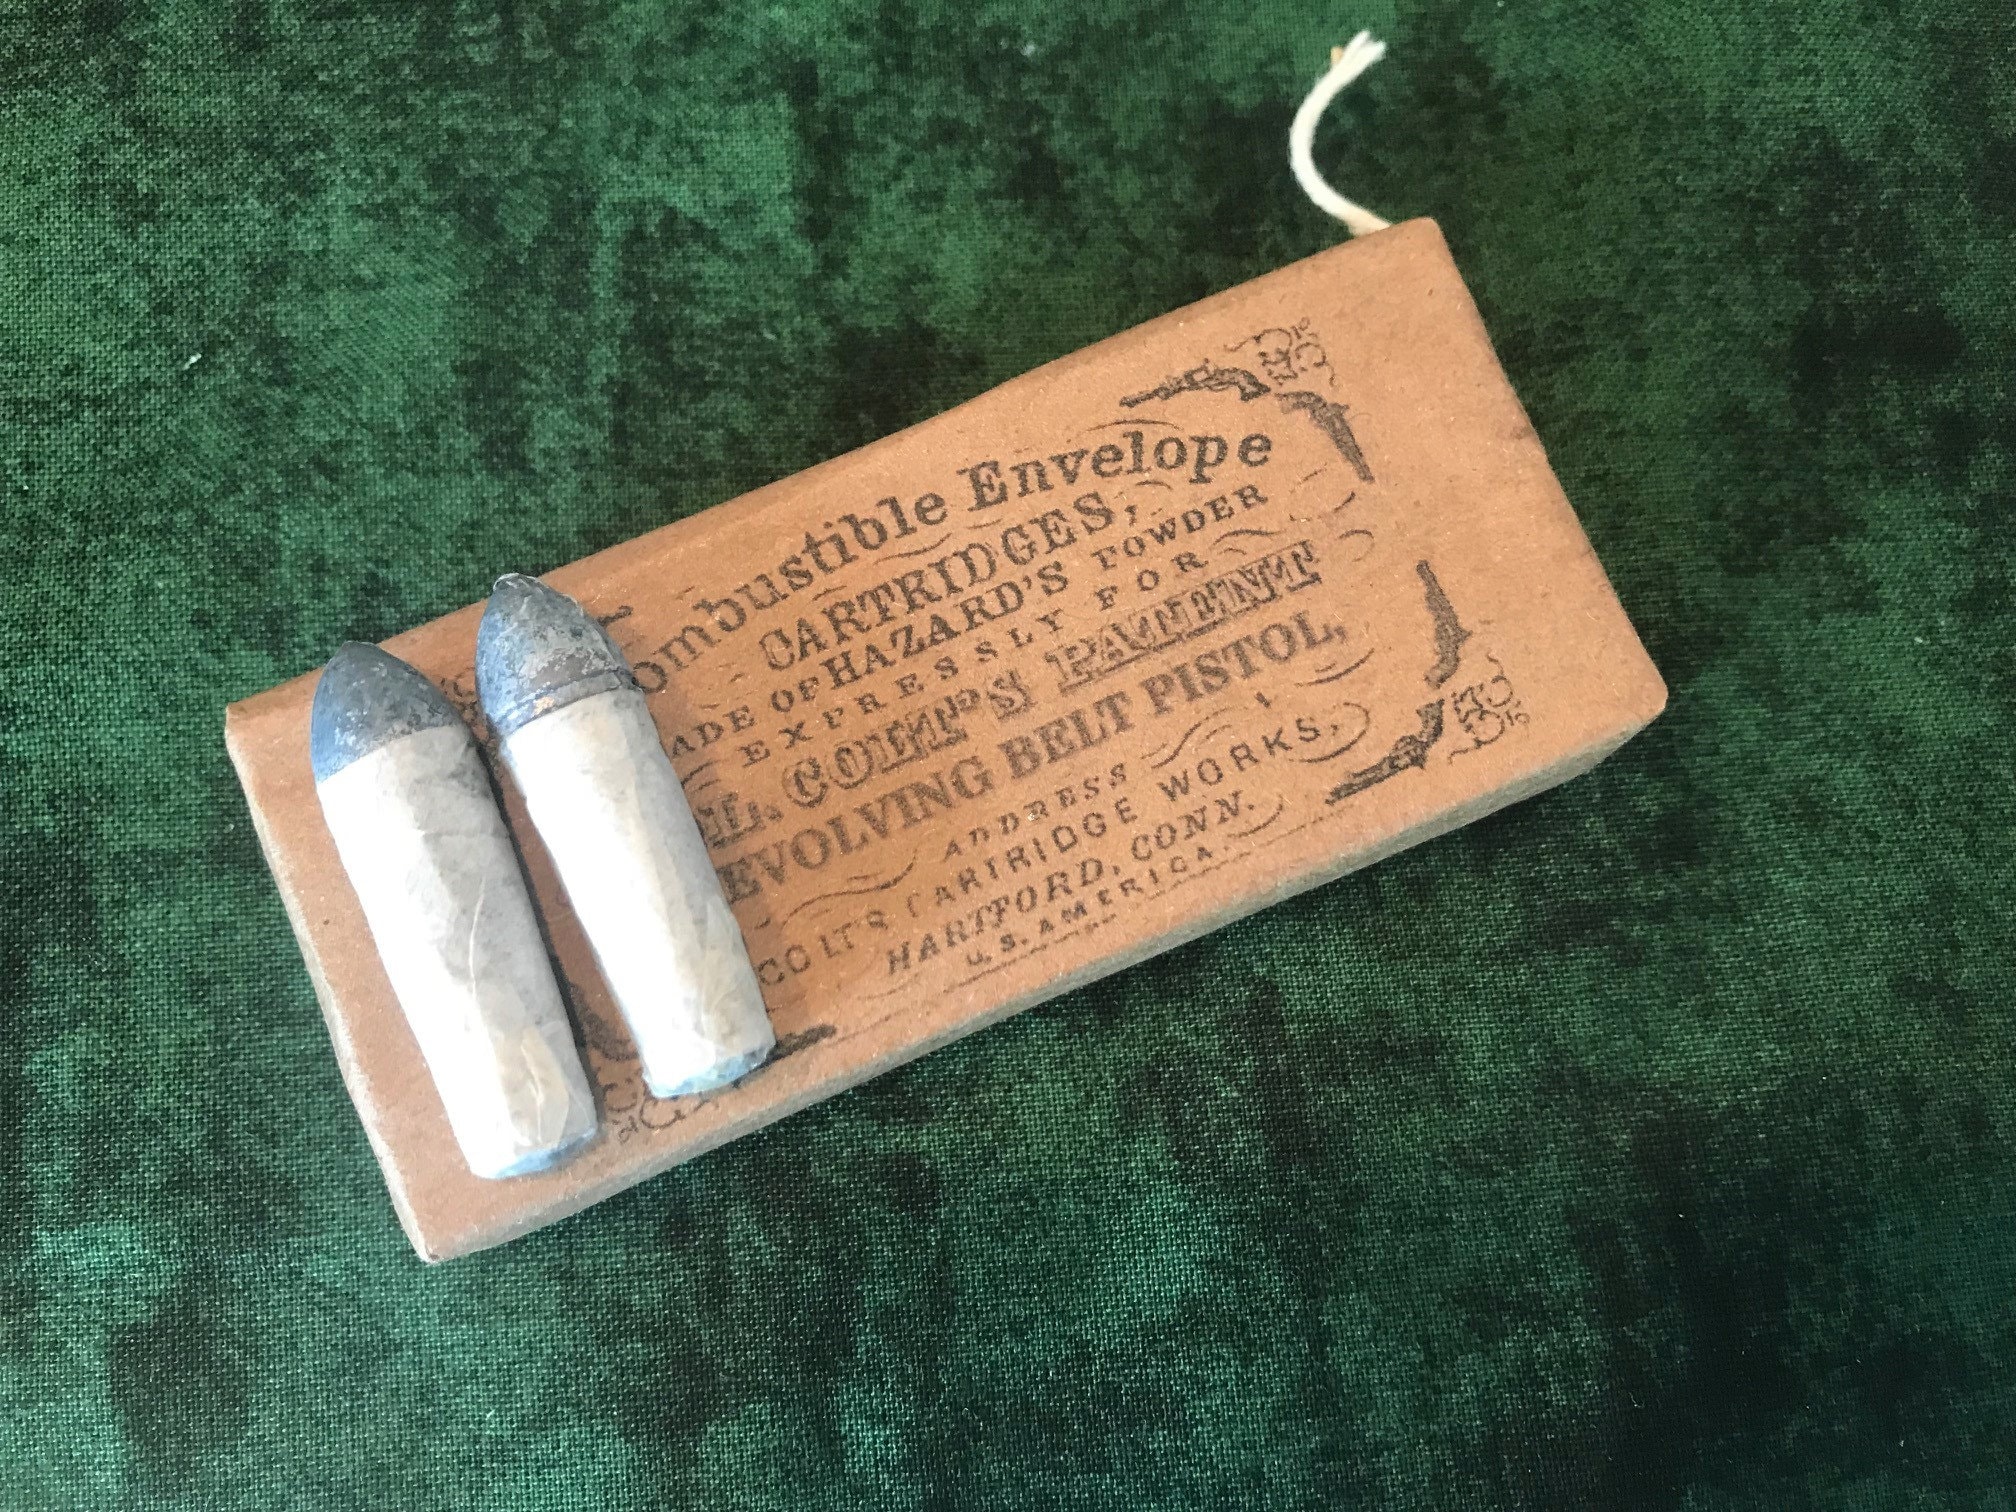 ombustible Envelope
CARTRIDGES,
ADE OF HAZARD'S POWDER
EXPRESSLY FOR
L. COLT'S PATENT
EVOLVING BELT PISTOL,
ADDRESS
COLT'S CARTRIDGE WORKS,
HARTFORD, CONN.
U.S. AMERICA.